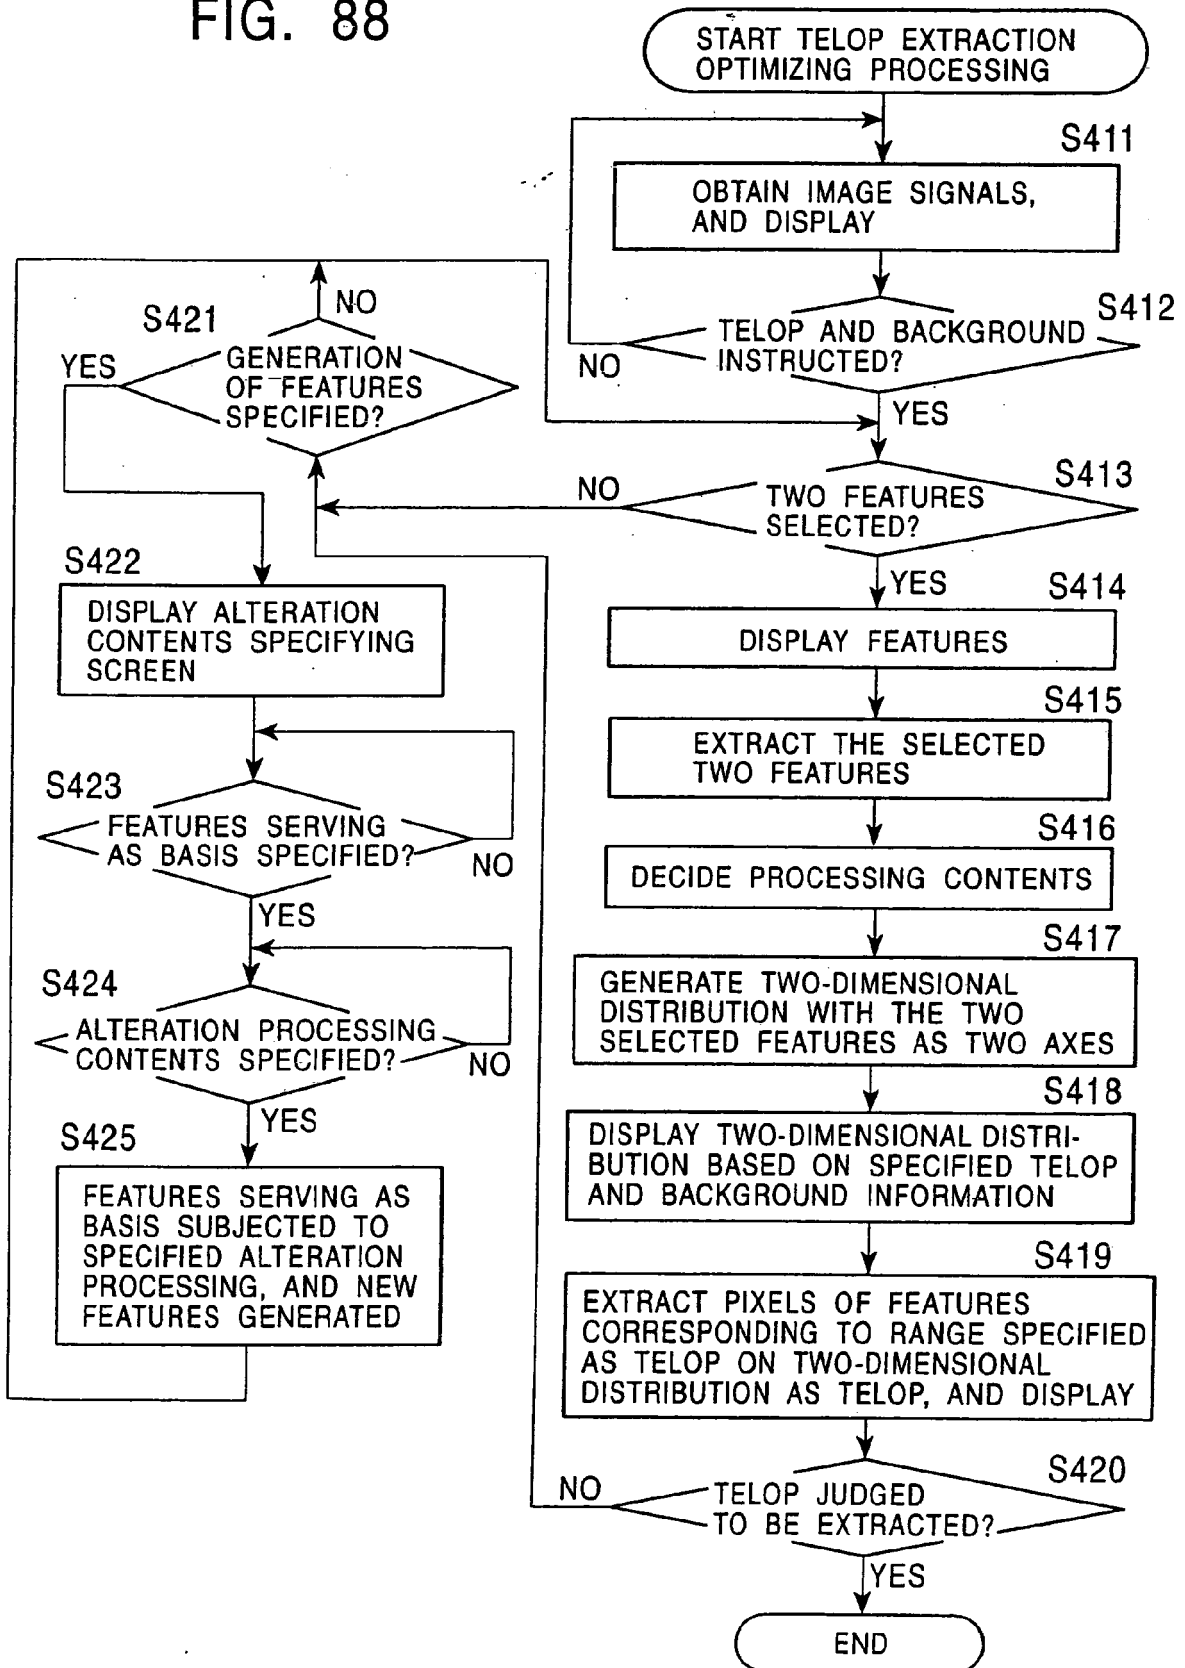 FIG. 88
START TELOP EXTRACTION
OPTIMIZING PROCESSING
S411
OBTAIN IMAGE SIGNALS,
AND DISPLAY
S412
TELOP AND BACKGROUND
INSTRUCTED?
NO
YES
S413
TWO FEATURES
SELECTED?
NO
YES
S414
DISPLAY FEATURES
S415
EXTRACT THE SELECTED
TWO FEATURES
S416
DECIDE PROCESSING CONTENTS
S417
GENERATE TWO-DIMENSIONAL
DISTRIBUTION WITH THE TWO
SELECTED FEATURES AS TWO AXES
S418
DISPLAY TWO-DIMENSIONAL DISTRI-
BUTION BASED ON SPECIFIED TELOP
AND BACKGROUND INFORMATION
S419
EXTRACT PIXELS OF FEATURES
CORRESPONDING TO RANGE SPECIFIED
AS TELOP ON TWO-DIMENSIONAL
DISTRIBUTION AS TELOP, AND DISPLAY
S420
TELOP JUDGED
TO BE EXTRACTED?
NO
YES
END
S421
NO
YES
GENERATION
OF FEATURES
SPECIFIED?
S422
DISPLAY ALTERATION
CONTENTS SPECIFYING
SCREEN
S423
FEATURES SERVING
AS BASIS SPECIFIED?
NO
YES
S424
ALTERATION PROCESSING
CONTENTS SPECIFIED?
NO
YES
S425
FEATURES SERVING AS
BASIS SUBJECTED TO
SPECIFIED ALTERATION
PROCESSING, AND NEW
FEATURES GENERATED